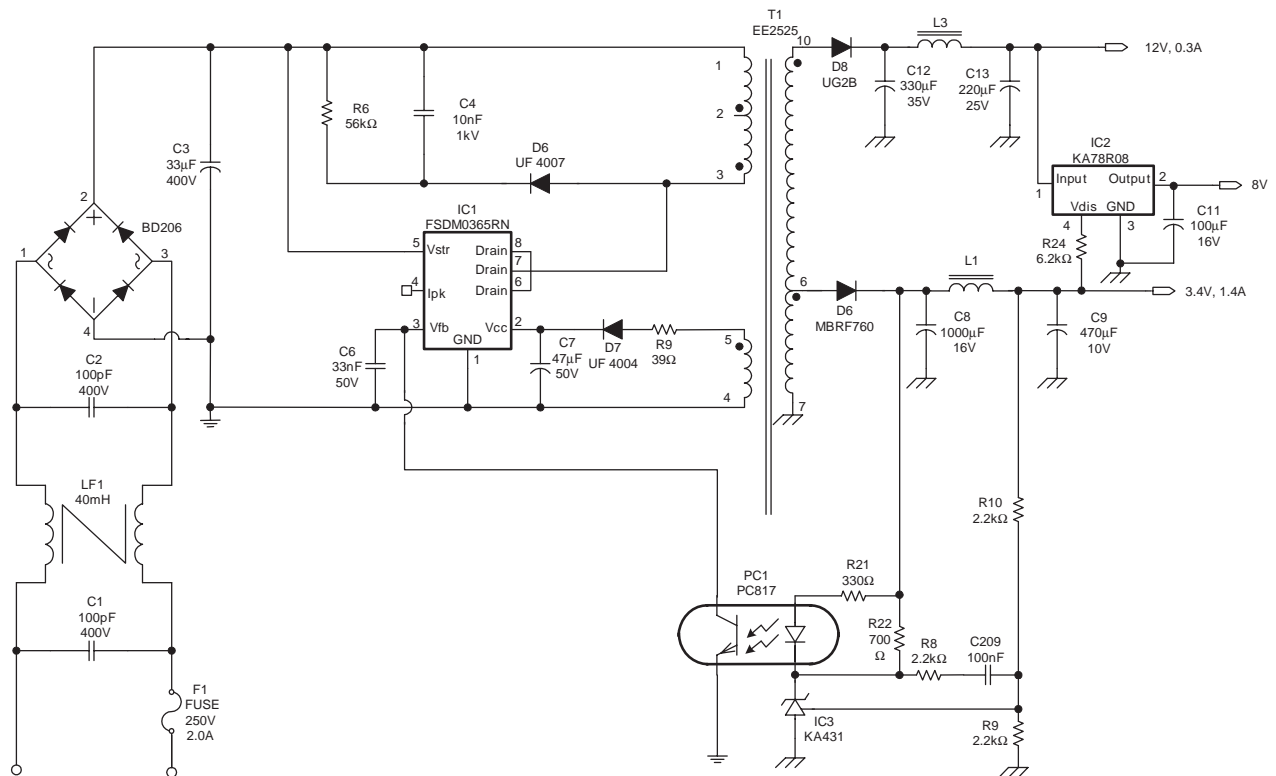 T1
EE2525
10
D8
UG2B
L3
12V, 0.3A
C12
330μF
35V
C13
220μF
25V
1
2
3
R6
56kΩ
C4
10nF
1kV
D6
UF 4007
C3
33μF
400V
IC2
KA78R08
Input
Output
Vdis
GND
1
2
4
3
8V
C11
100μF
16V
R24
6.2kΩ
BD206
2
1
3
4
IC1
FSDM0365RN
5
Vstr
Drain
8
Drain
7
4
Ipk
Drain
6
3
Vfb
Vcc
2
GND
1
6
D6
MBRF760
L1
3.4V, 1.4A
C8
1000μF
16V
C9
470μF
10V
C6
33nF
50V
C7
47μF
50V
D7
UF 4004
R9
39Ω
5
4
7
C2
100pF
400V
LF1
40mH
C1
100pF
400V
F1
FUSE
250V
2.0A
PC1
PC817
R21
330Ω
R22
700
Ω
R8
2.2kΩ
C209
100nF
R10
2.2kΩ
IC3
KA431
R9
2.2kΩ